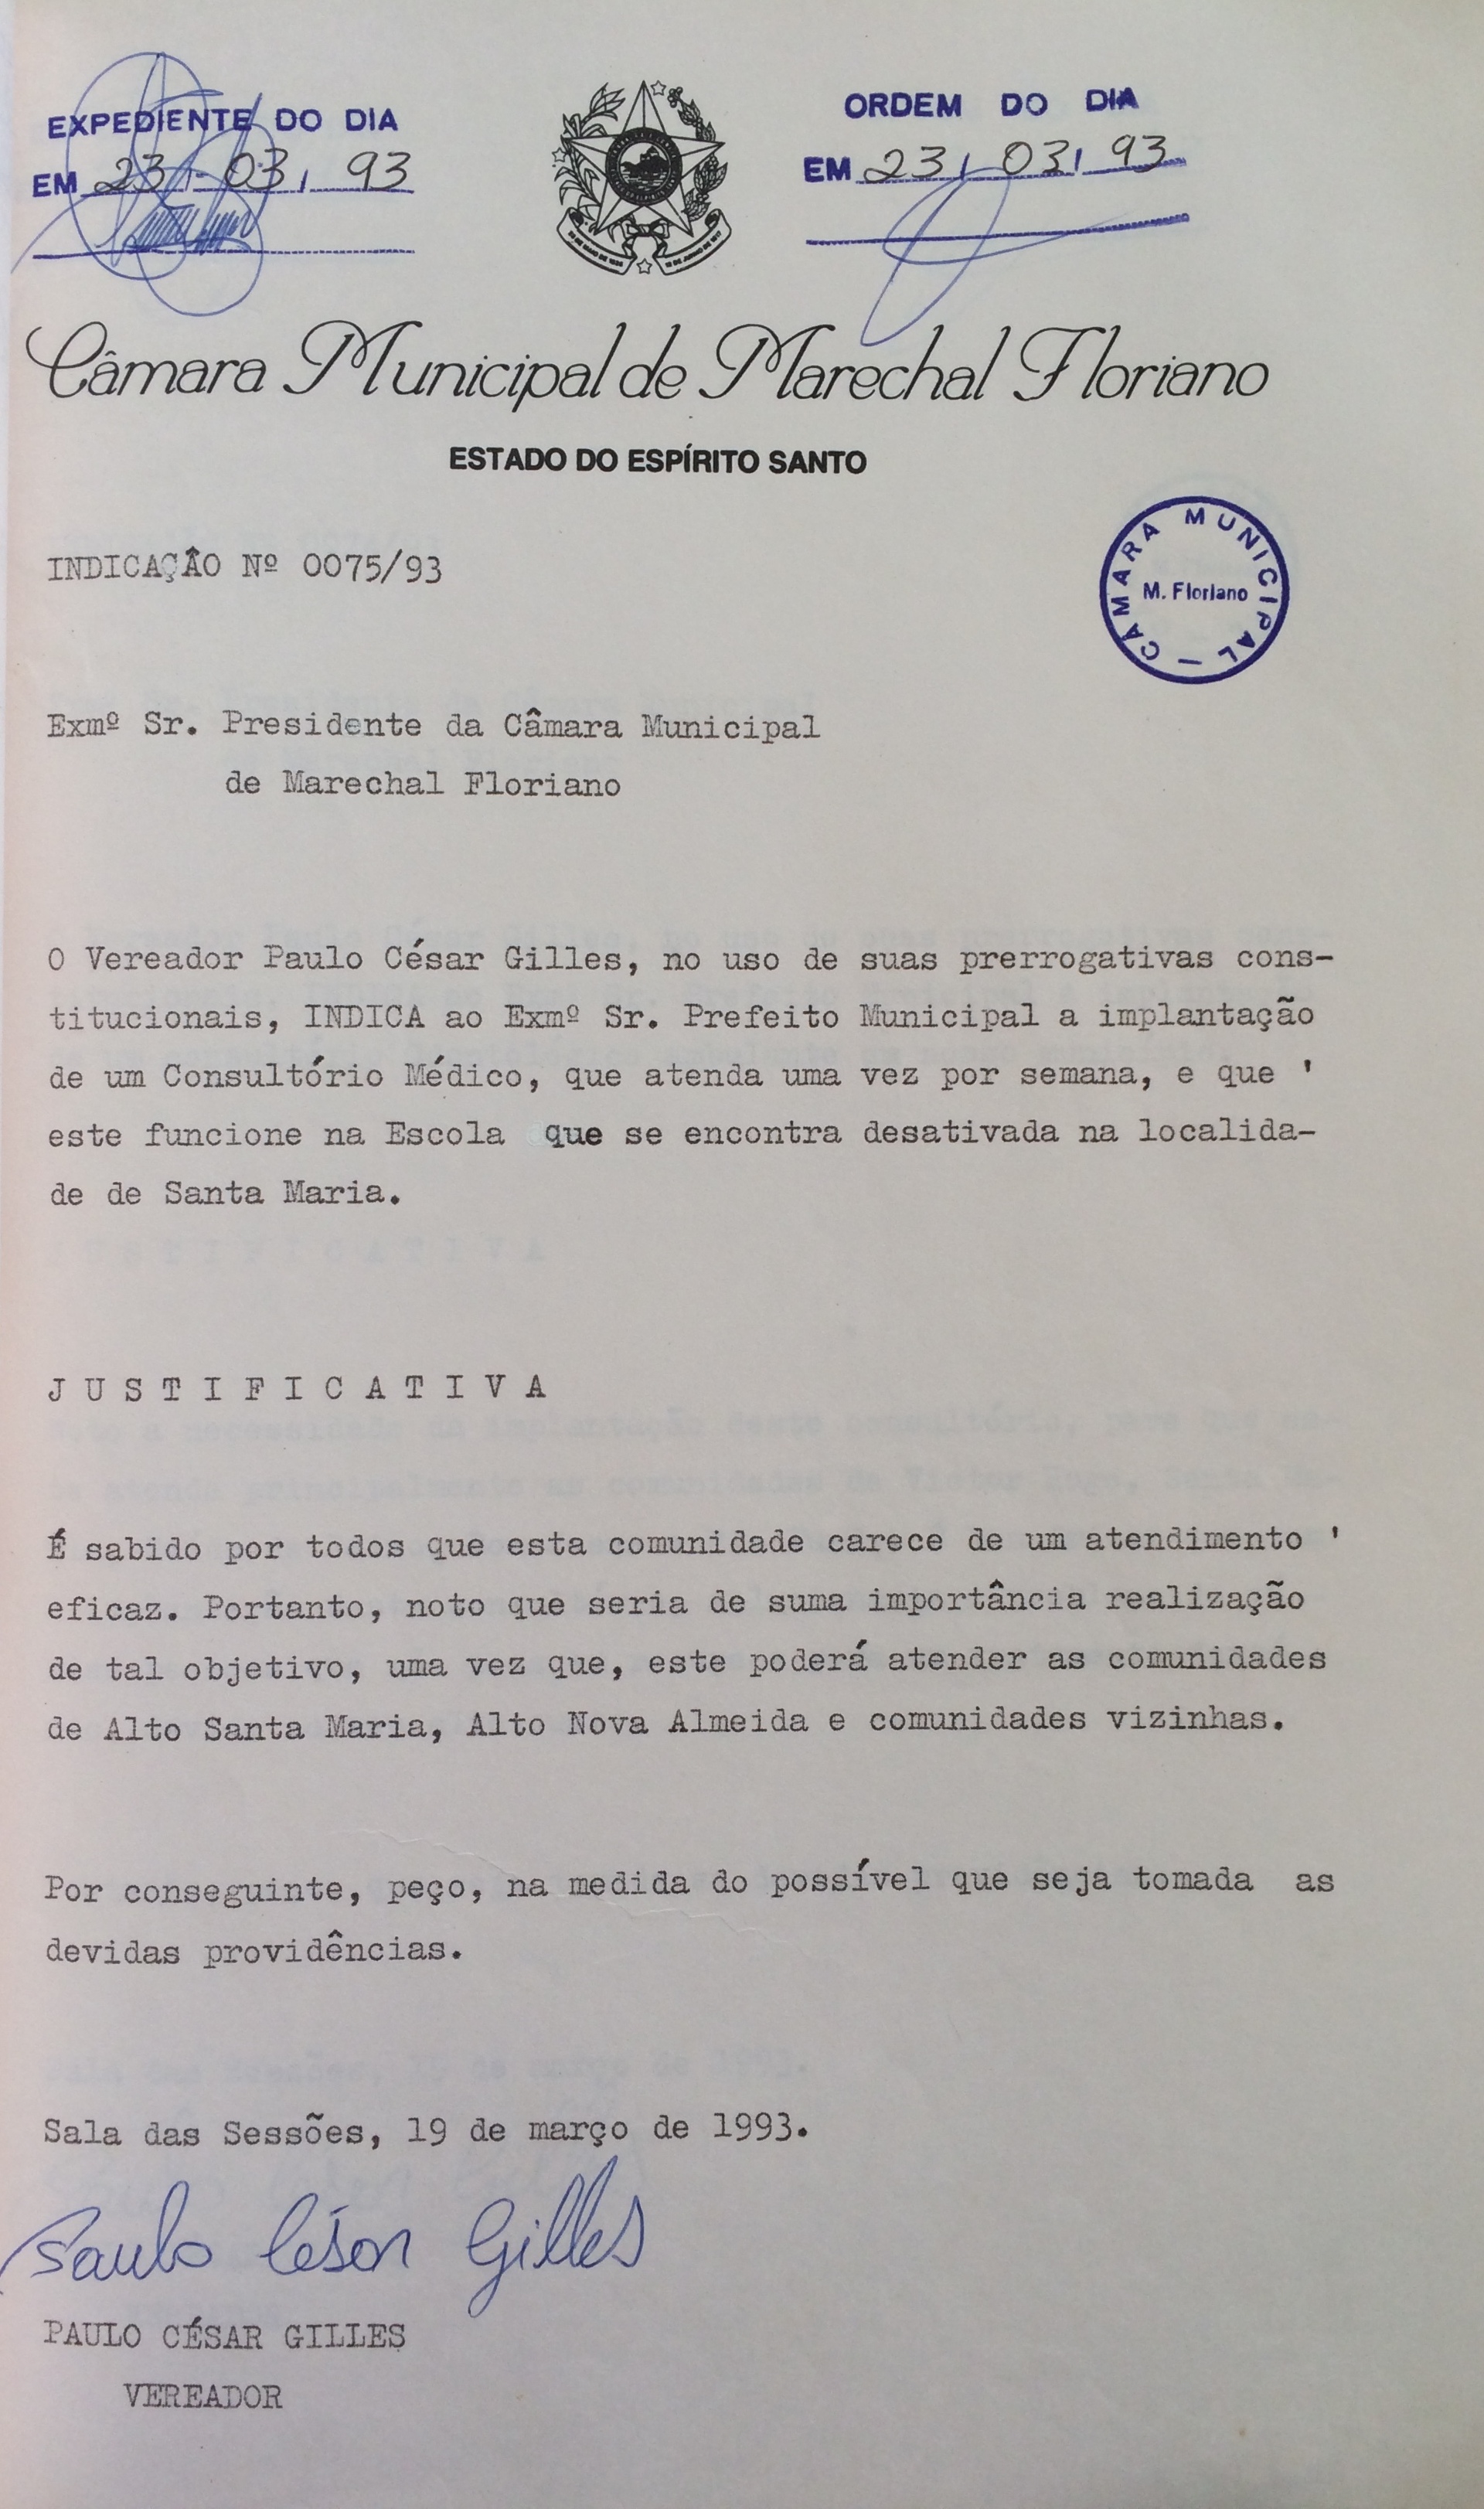 EXPEDIENTE DO DIA
EM 23 - 03, 93
ORDEM DO DIA
EM 23, 03, 93
Câmara Municipal de Marechal Floriano
ESTADO DO ESPÍRITO SANTO
CÂMARA MUNICIPAL —
M. Floriano
INDICAÇÃO Nº 0075/93
Exmº Sr. Presidente da Câmara Municipal
de Marechal Floriano
O Vereador Paulo César Gilles, no uso de suas prerrogativas cons-
titucionais, INDICA ao Exmº Sr. Prefeito Municipal a implantação
de um Consultório Médico, que atenda uma vez por semana, e que '
este funcione na Escola que se encontra desativada na localida-
de de Santa Maria.
J U S T I F I C A T I V A
É sabido por todos que esta comunidade carece de um atendimento '
eficaz. Portanto, noto que seria de suma importância realização
de tal objetivo, uma vez que, este poderá atender as comunidades
de Alto Santa Maria, Alto Nova Almeida e comunidades vizinhas.
Por conseguinte, peço, na medida do possível que seja tomada as
devidas providências.
Sala das Sessões, 19 de março de 1993.
Paulo César Gilles
PAULO CÉSAR GILLES
VEREADOR